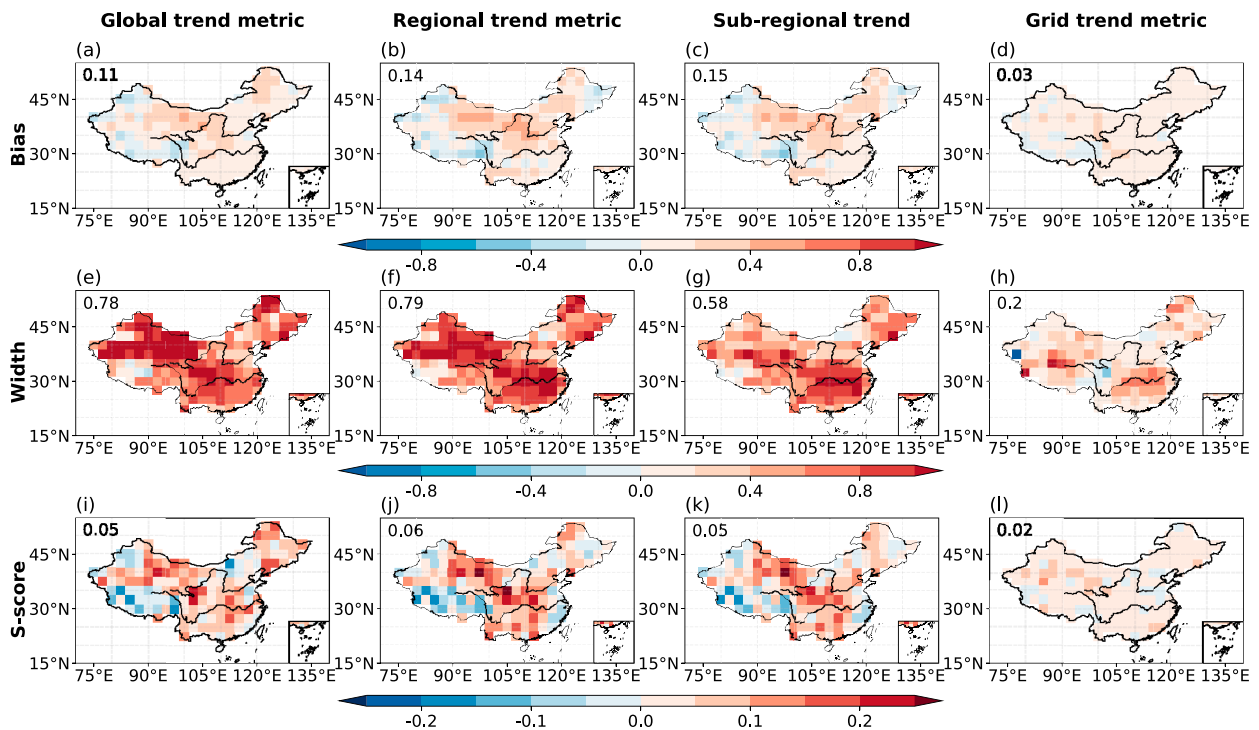 Global trend metric Regional trend metric Sub-regional trend Grid trend metric
(a) (b) (c) (d)
Bias
0.11 0.14 0.15 0.03
45°N 45°N 45°N 45°N
30°N 30°N 30°N 30°N
15°N 15°N 15°N 15°N
75°E 90°E 105°E 120°E 135°E 75°E 90°E 105°E 120°E 135°E 75°E 90°E 105°E 120°E 135°E 75°E 90°E 105°E 120°E 135°E
-0.8 -0.4 0.0 0.4 0.8
(e) (f) (g) (h)
Width
0.78 0.79 0.58 0.2
45°N 45°N 45°N 45°N
30°N 30°N 30°N 30°N
15°N 15°N 15°N 15°N
75°E 90°E 105°E 120°E 135°E 75°E 90°E 105°E 120°E 135°E 75°E 90°E 105°E 120°E 135°E 75°E 90°E 105°E 120°E 135°E
-0.8 -0.4 0.0 0.4 0.8
(i) (j) (k) (l)
S-score
0.05 0.06 0.05 0.02
45°N 45°N 45°N 45°N
30°N 30°N 30°N 30°N
15°N 15°N 15°N 15°N
75°E 90°E 105°E 120°E 135°E 75°E 90°E 105°E 120°E 135°E 75°E 90°E 105°E 120°E 135°E 75°E 90°E 105°E 120°E 135°E
-0.2 -0.1 0.0 0.1 0.2